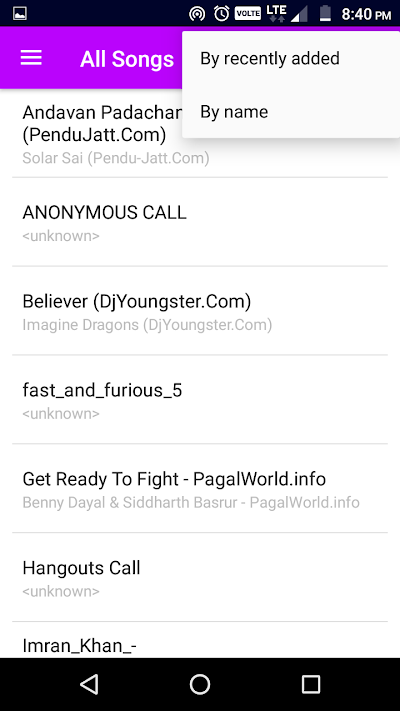 VOLTE LTE 8:40 PM
All Songs
By recently added
By name
Andavan Padachan
(PenduJatt.Com)
Solar Sai (Pendu-Jatt.Com)
ANONYMOUS CALL
<unknown>
Believer (DjYoungster.Com)
Imagine Dragons (DjYoungster.Com)
fast_and_furious_5
<unknown>
Get Ready To Fight - PagalWorld.info
Benny Dayal & Siddharth Basrur - PagalWorld.info
Hangouts Call
<unknown>
Imran_Khan_-